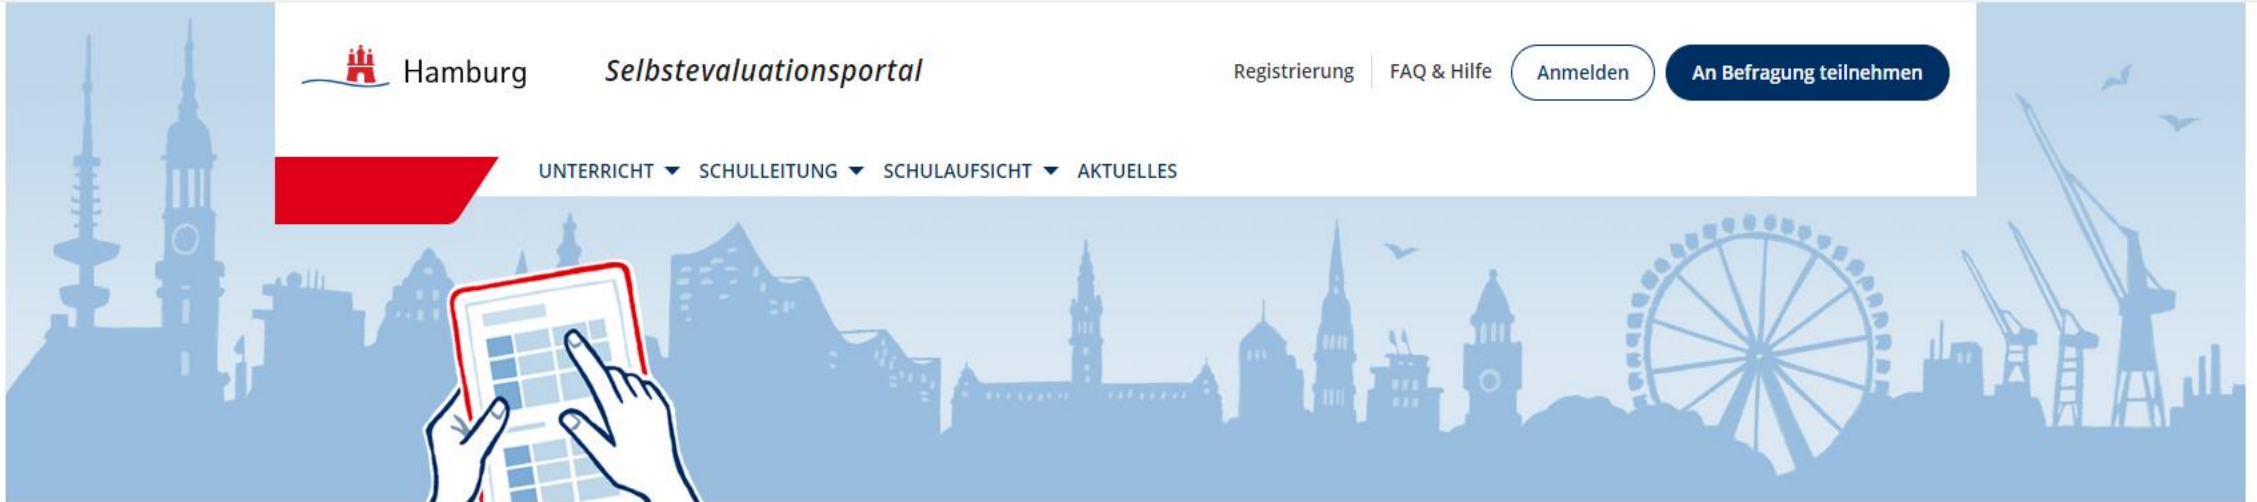 Hamburg Selbstevaluationsportal Registrierung FAQ & Hilfe Anmelden An Befragung teilnehmen
UNTERRICHT SCHULLEITUNG SCHULAUFSICHT AKTUELLES